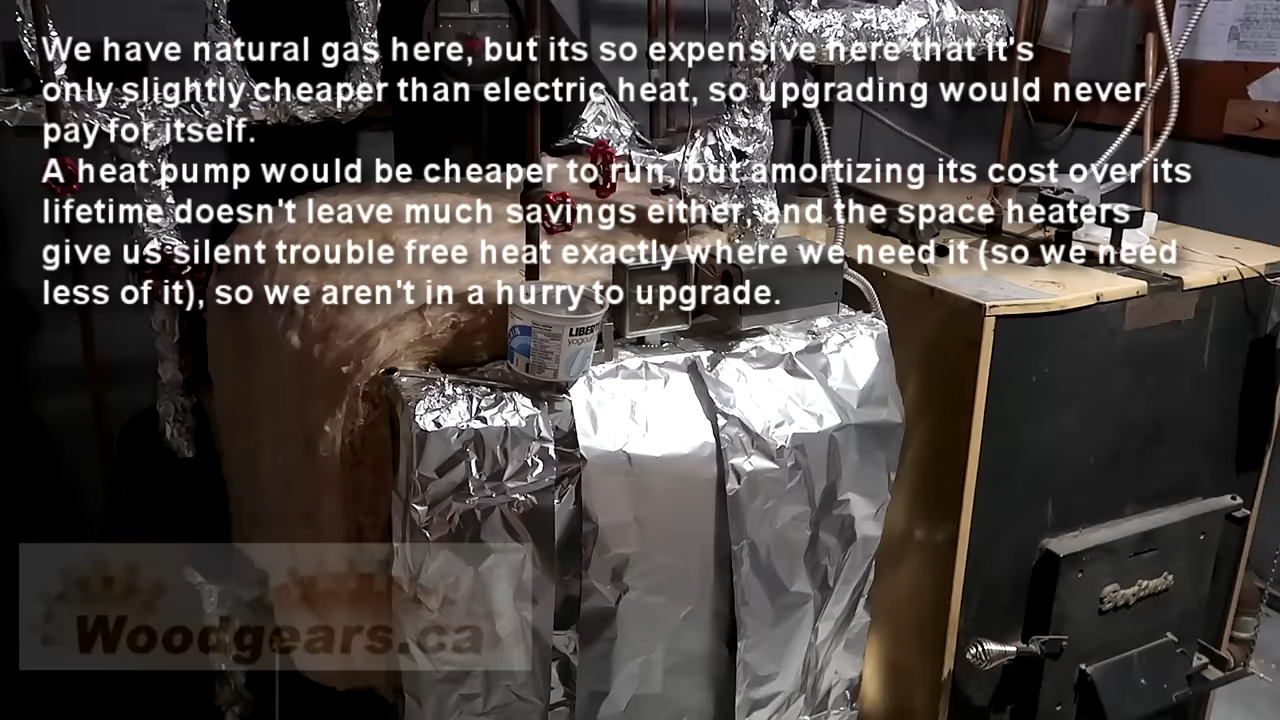 We have natural gas here, but its so expensive here that it's
only slightly cheaper than electric heat, so upgrading would never
pay for itself.
A heat pump would be cheaper to run, but amortizing its cost over its
lifetime doesn't leave much savings either, and the space heaters
give us silent trouble free heat exactly where we need it (so we need
less of it), so we aren't in a hurry to upgrade.
LIBERT
yogou
Woodgears.ca